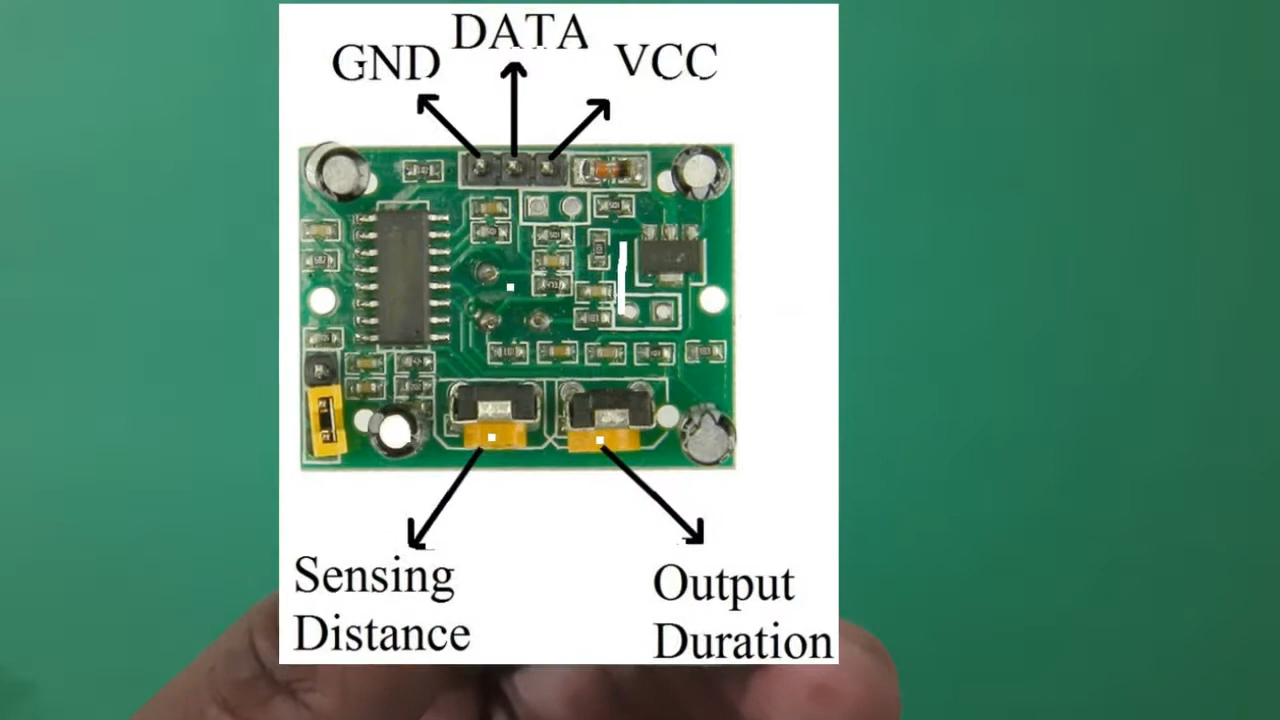 GND
DATA
VCC
Sensing
Distance
Output
Duration